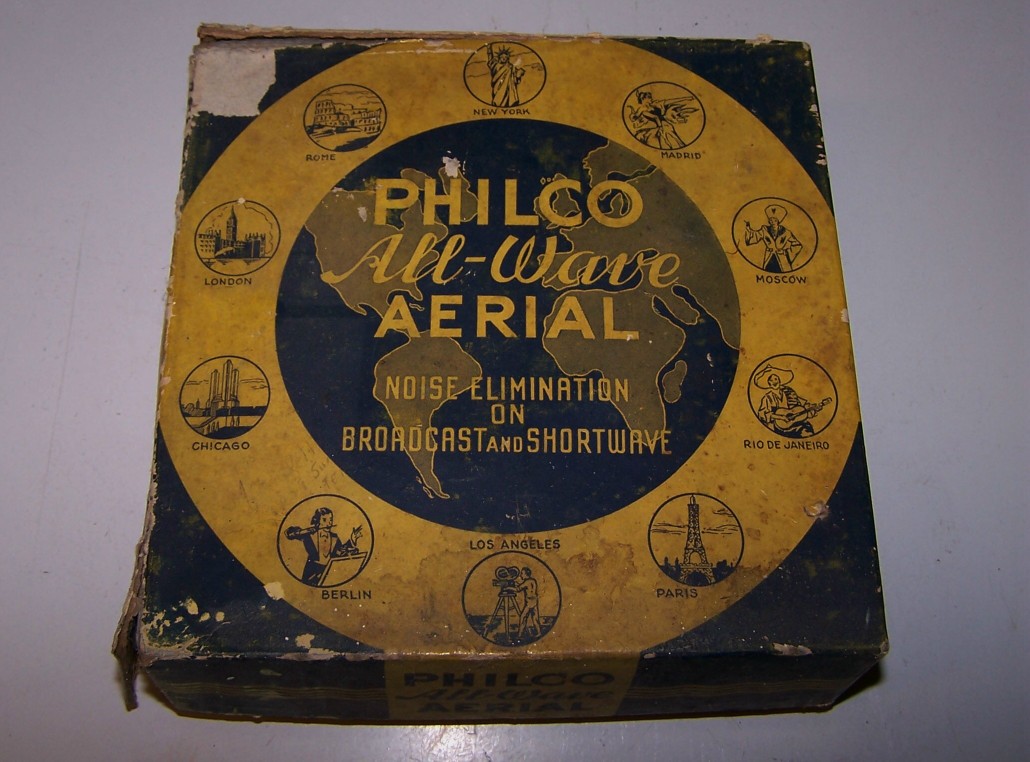 NEW YORK
ROME
MADRID
LONDON
MOSCOW
CHICAGO
RIO DE JANEIRO
BERLIN
LOS ANGELES
PARIS
PHILCO
All-Wave
AERIAL
NOISE ELIMINATION
ON
BROADCAST AND SHORTWAVE
PHILCO
All-Wave
AERIAL